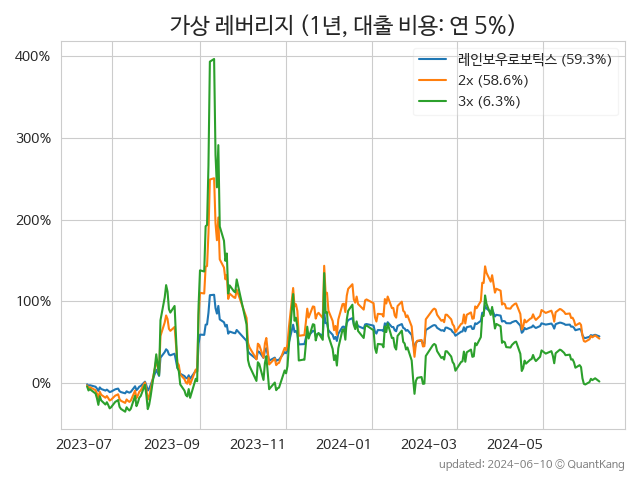 가상 레버리지 (1년, 대출 비용: 연 5%)
레인보우로보틱스 (59.3%)
2x (58.6%)
3x (6.3%)
400%
300%
200%
100%
0%
2023-07 2023-09 2023-11 2024-01 2024-03 2024-05
updated: 2024-06-10 © QuantKang